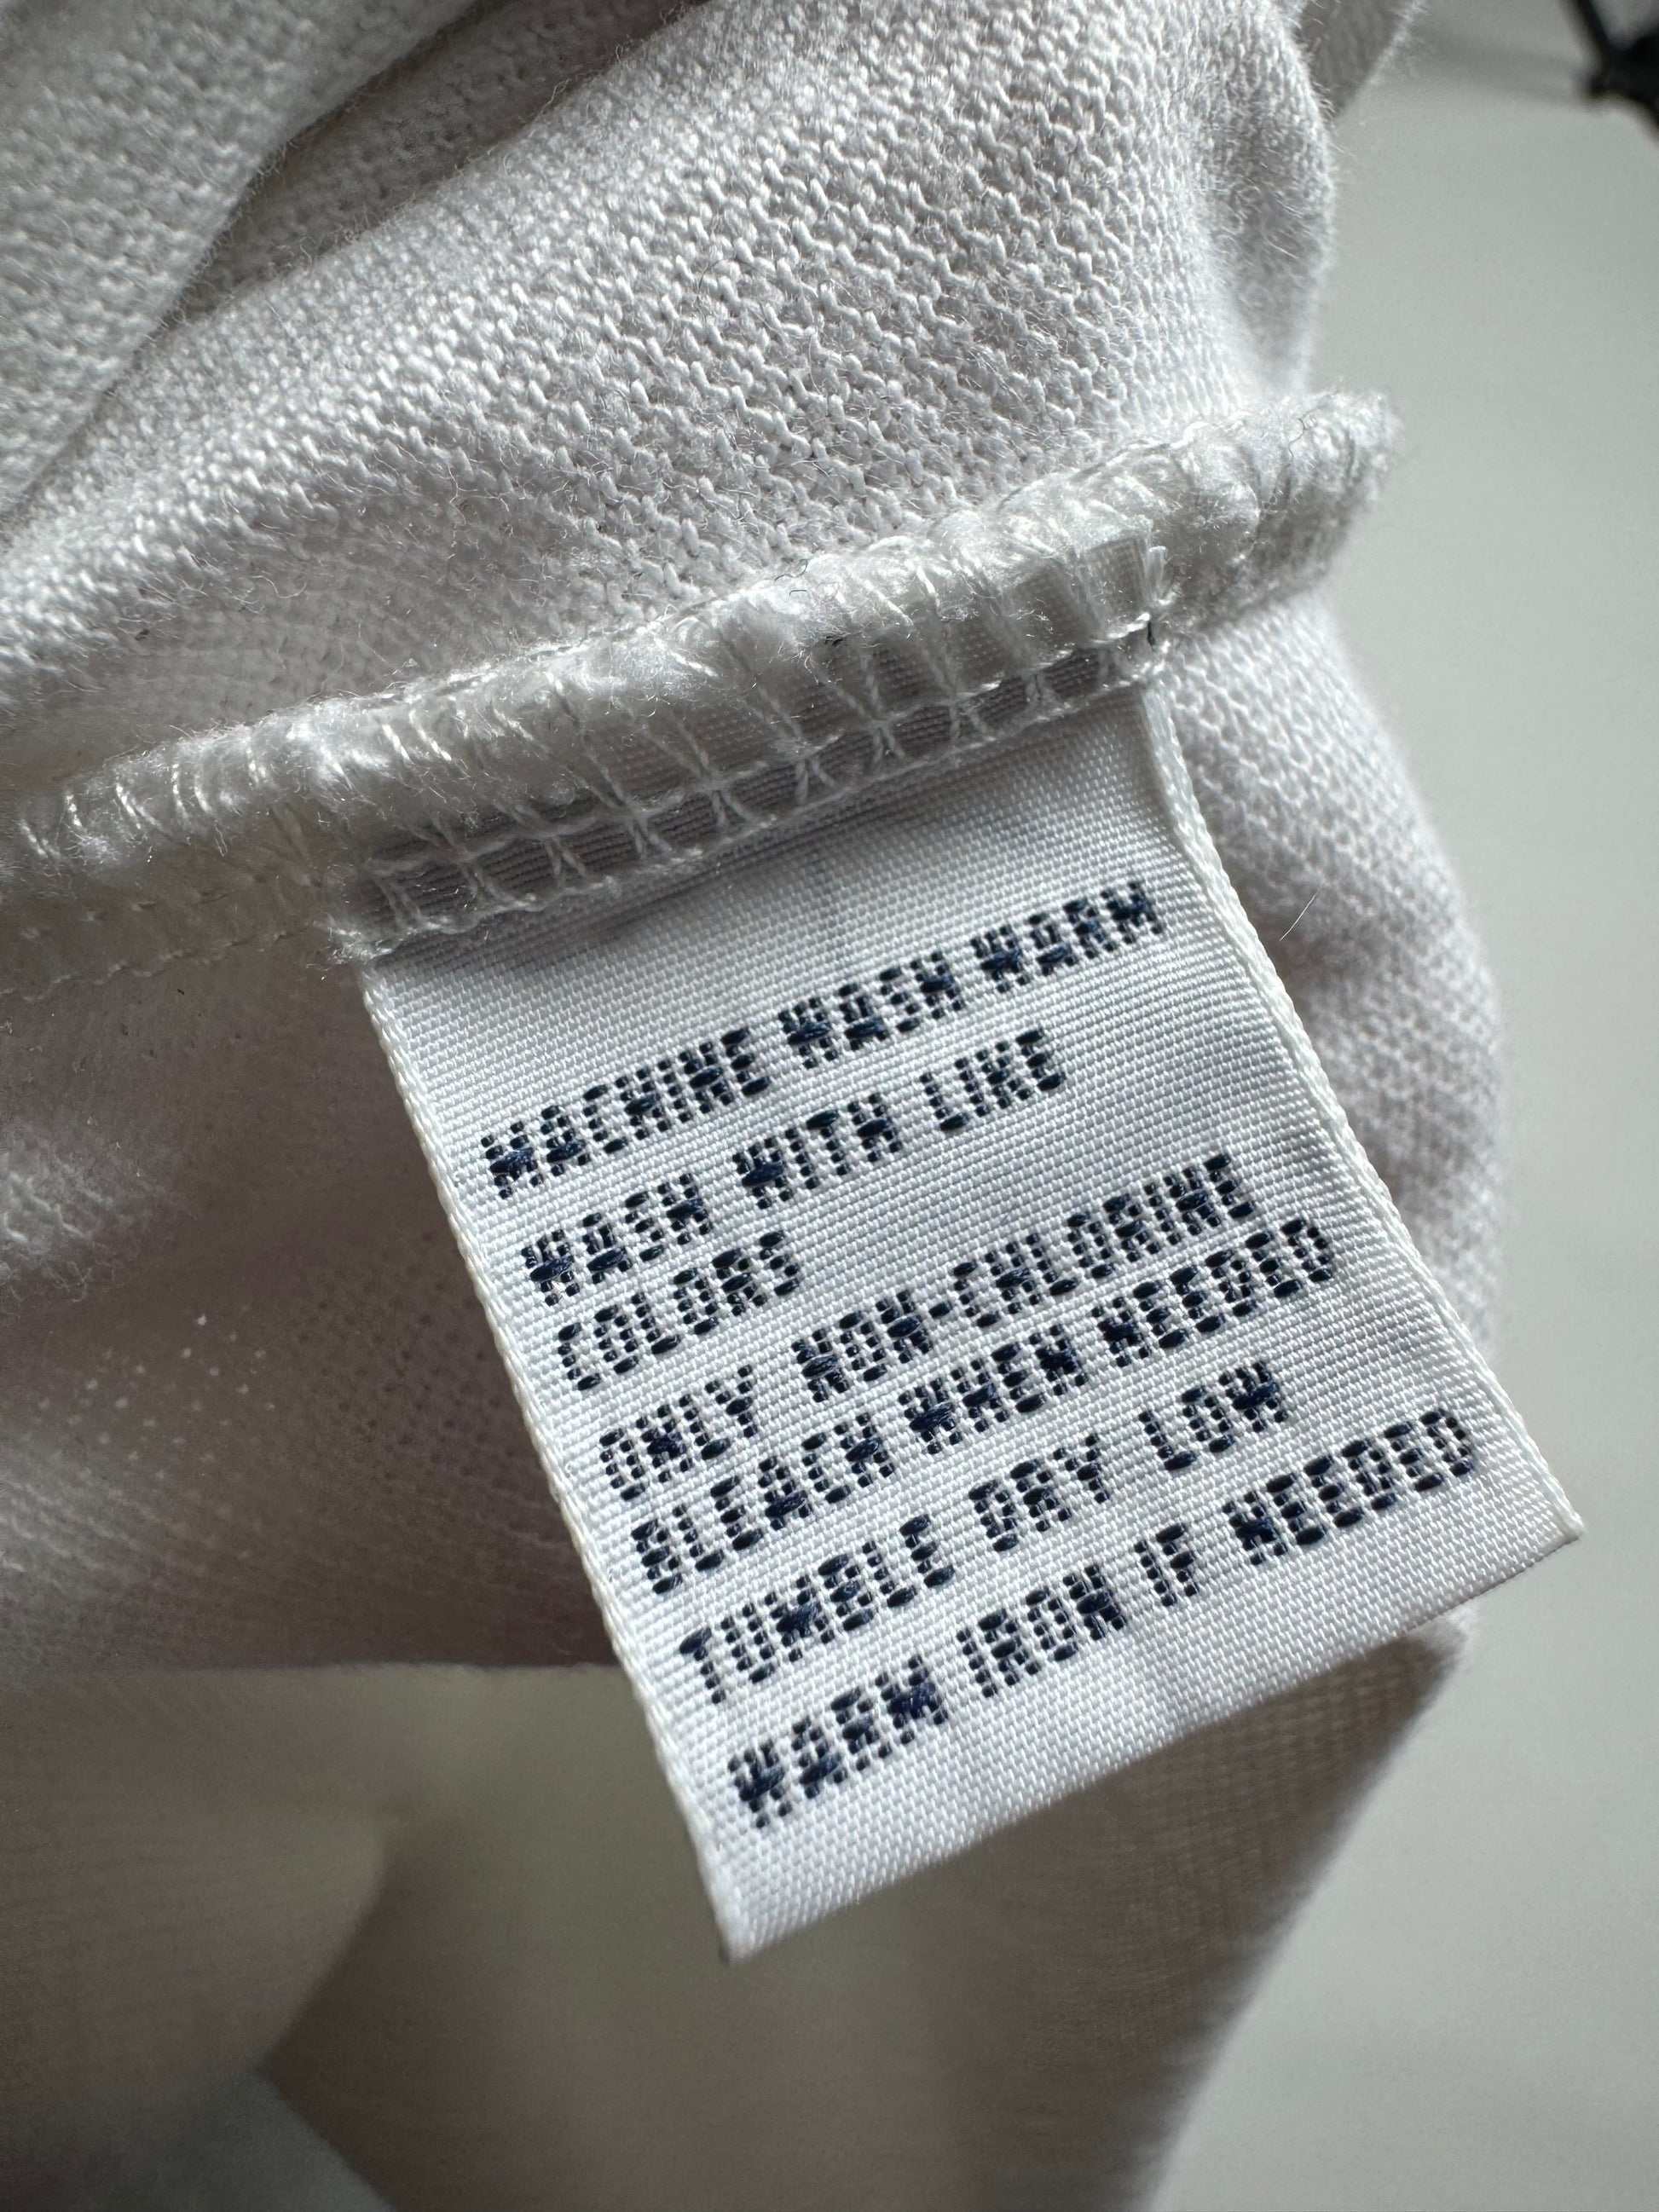 MACHINE WASH WARM
WASH WITH LIKE
COLORS
ONLY NON-CHLORINE
BLEACH WHEN NEEDED
TUMBLE DRY LOW
WARM IRON IF NEEDED